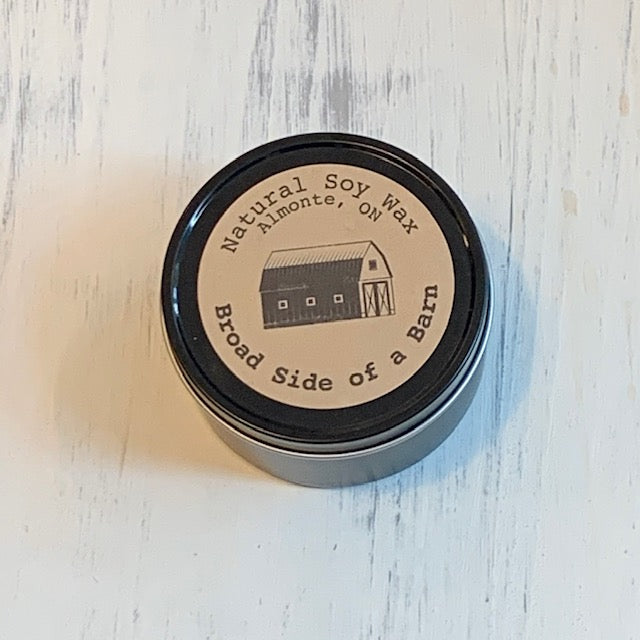 Natural Soy Wax
Almonte, ON
Broad Side of a Barn